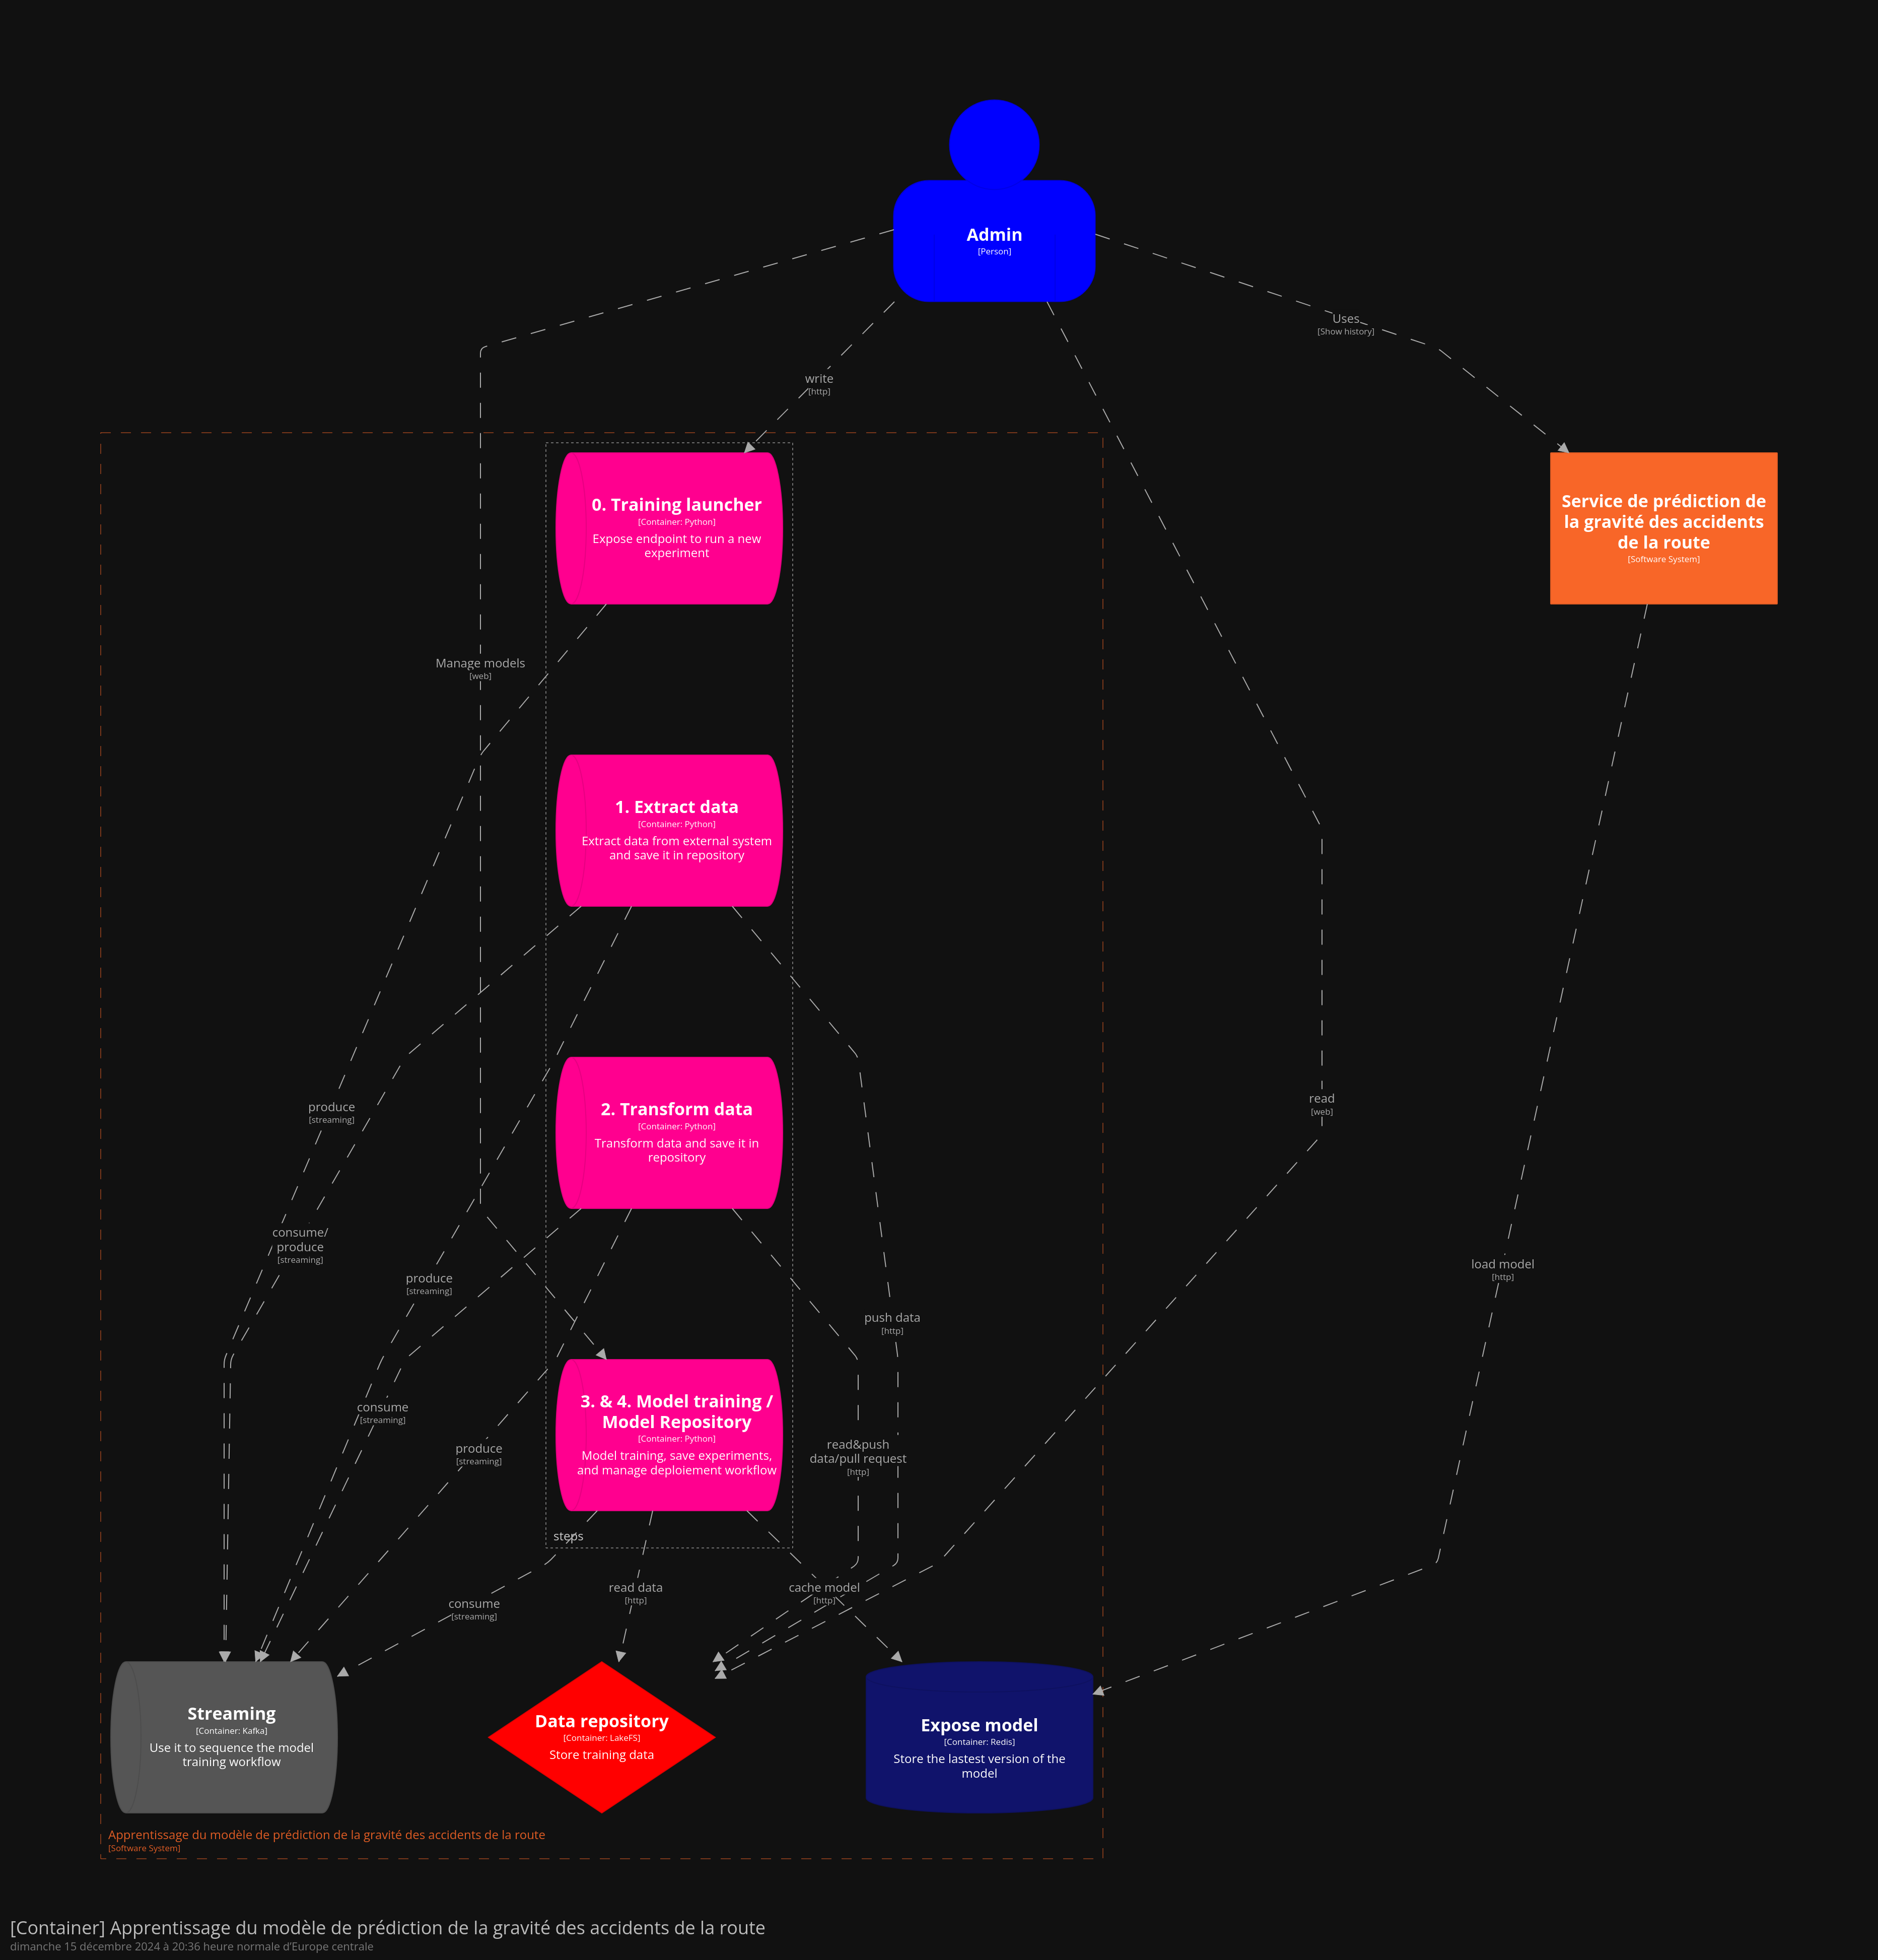 Admin
[Person]
Uses
[Show history]
write
[http]
0. Training launcher
[Container: Python]
Expose endpoint to run a new
experiment
Service de prédiction de
la gravité des accidents
de la route
[Software System]
Manage models
[web]
1. Extract data
[Container: Python]
Extract data from external system
and save it in repository
2. Transform data
[Container: Python]
Transform data and save it in
repository
produce
[streaming]
read
[web]
consume/
produce
[streaming]
produce
[streaming]
load model
[http]
push data
[http]
3. & 4. Model training /
Model Repository
[Container: Python]
Model training, save experiments,
and manage deploiement workflow
consume
[streaming]
produce
[streaming]
read&push
data/pull request
[http]
steps
consume
[streaming]
read data
[http]
cache model
[http]
Streaming
[Container: Kafka]
Use it to sequence the model
training workflow
Data repository
[Container: LakeFS]
Store training data
Expose model
[Container: Redis]
Store the lastest version of the
model
Apprentissage du modèle de prédiction de la gravité des accidents de la route
[Software System]
[Container] Apprentissage du modèle de prédiction de la gravité des accidents de la route
dimanche 15 décembre 2024 à 20:36 heure normale d'Europe centrale